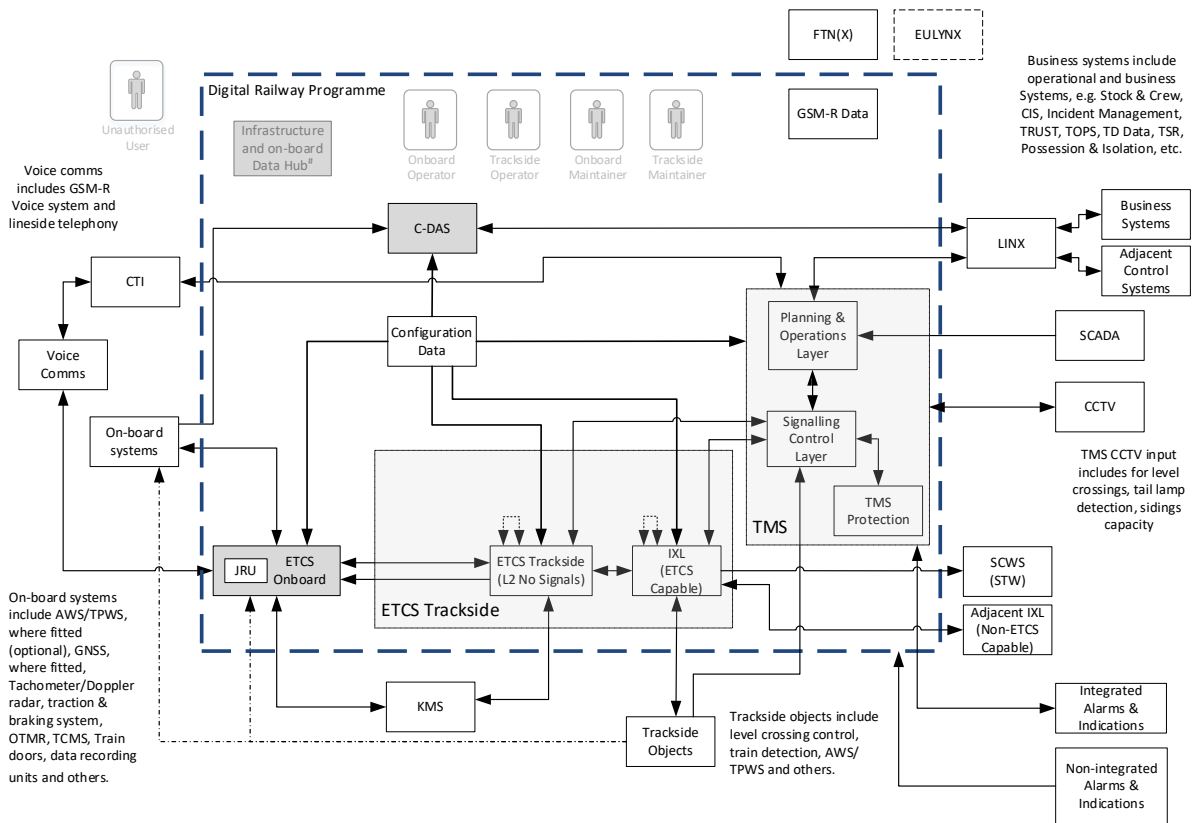 FTN(X)
EULYNX
Business systems include
operational and business
Systems, e.g. Stock & Crew,
CIS, Incident Management,
TRUST, TOPS, TD Data, TSR,
Possession & Isolation, etc.
Unauthorised
User
Digital Railway Programme
Infrastructure
and on-board
Data Hub#
Onboard
Operator
Trackside
Operator
Onboard
Maintainer
Trackside
Maintainer
GSM-R Data
Voice comms
includes GSM-R
Voice system and
lineside telephony
C-DAS
LINX
Business
Systems
Adjacent
Control
Systems
CTI
Configuration
Data
Planning &
Operations
Layer
SCADA
Voice
Comms
CCTV
On-board
systems
Signalling
Control
Layer
TMS
Protection
TMS
TMS CCTV input
includes for level
crossings, tail lamp
detection, sidings
capacity
JRU
ETCS
Onboard
ETCS Trackside
(L2 No Signals)
IXL
(ETCS
Capable)
ETCS Trackside
SCWS
(STW)
Adjacent IXL
(Non-ETCS
Capable)
On-board systems
include AWS/TPWS,
where fitted
(optional), GNSS,
where fitted,
Tachometer/Doppler
radar, traction &
braking system,
OTMR, TCMS, Train
doors, data recording
units and others.
KMS
Trackside
Objects
Trackside objects include
level crossing control,
train detection, AWS/
TPWS and others.
Integrated
Alarms &
Indications
Non-integrated
Alarms &
Indications